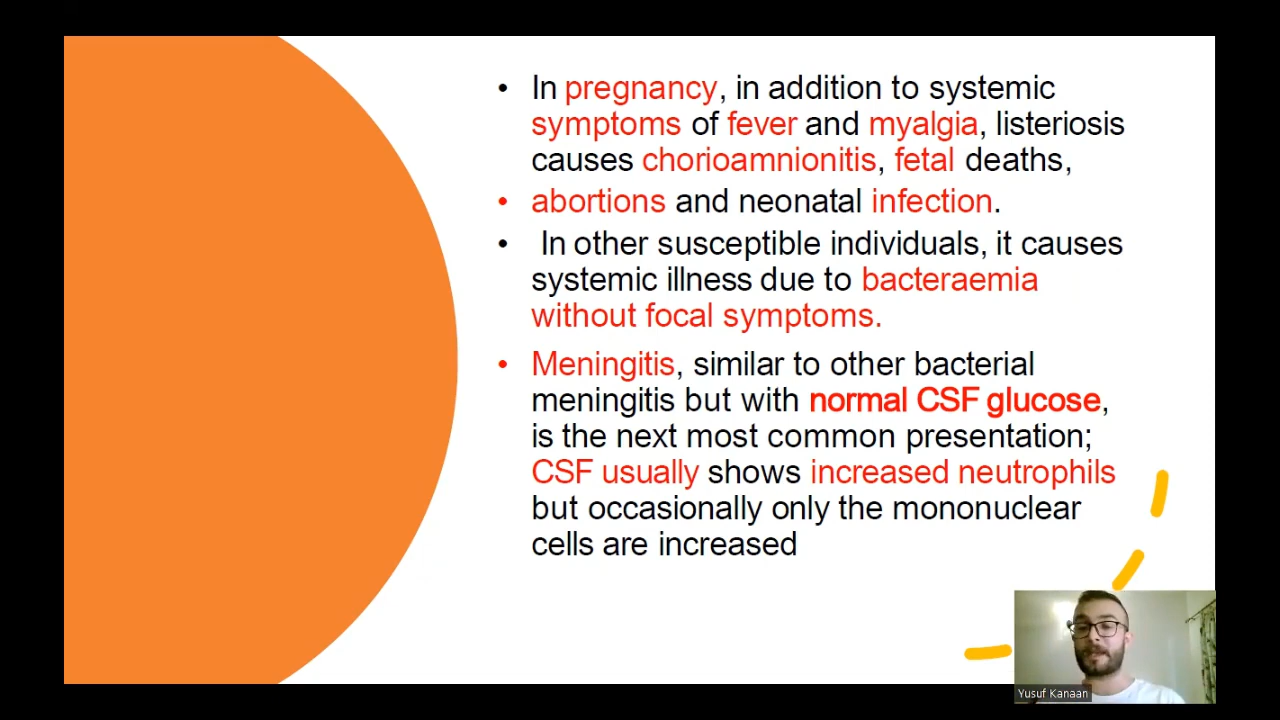 • In pregnancy, in addition to systemic
symptoms of fever and myalgia, listeriosis
causes chorioamnionitis, fetal deaths,
• abortions and neonatal infection.
• In other susceptible individuals, it causes
systemic illness due to bacteraemia
without focal symptoms.
• Meningitis, similar to other bacterial
meningitis but with normal CSF glucose,
is the next most common presentation;
CSF usually shows increased neutrophils
but occasionally only the mononuclear
cells are increased
Yusuf Kanaan